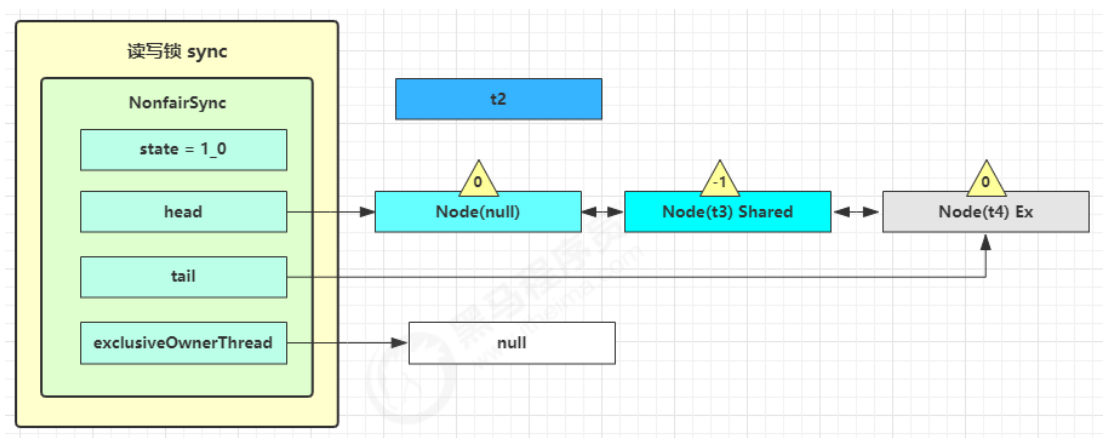 读写锁 sync
NonfairSync
t2
state = 1_0
0
-1
0
head
Node(null)
Node(t3) Shared
Node(t4) Ex
tail
exclusiveOwnerThread
null
黑马程序员
www.itheima.com